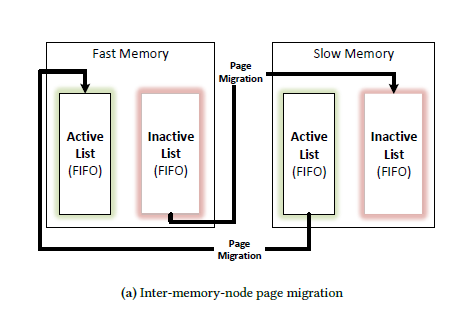 Fast Memory
Page
Migration
Slow Memory
Active
List
(FIFO)
Inactive
List
(FIFO)
Active
List
(FIFO)
Inactive
List
(FIFO)
Page
Migration
(a) Inter-memory-node page migration